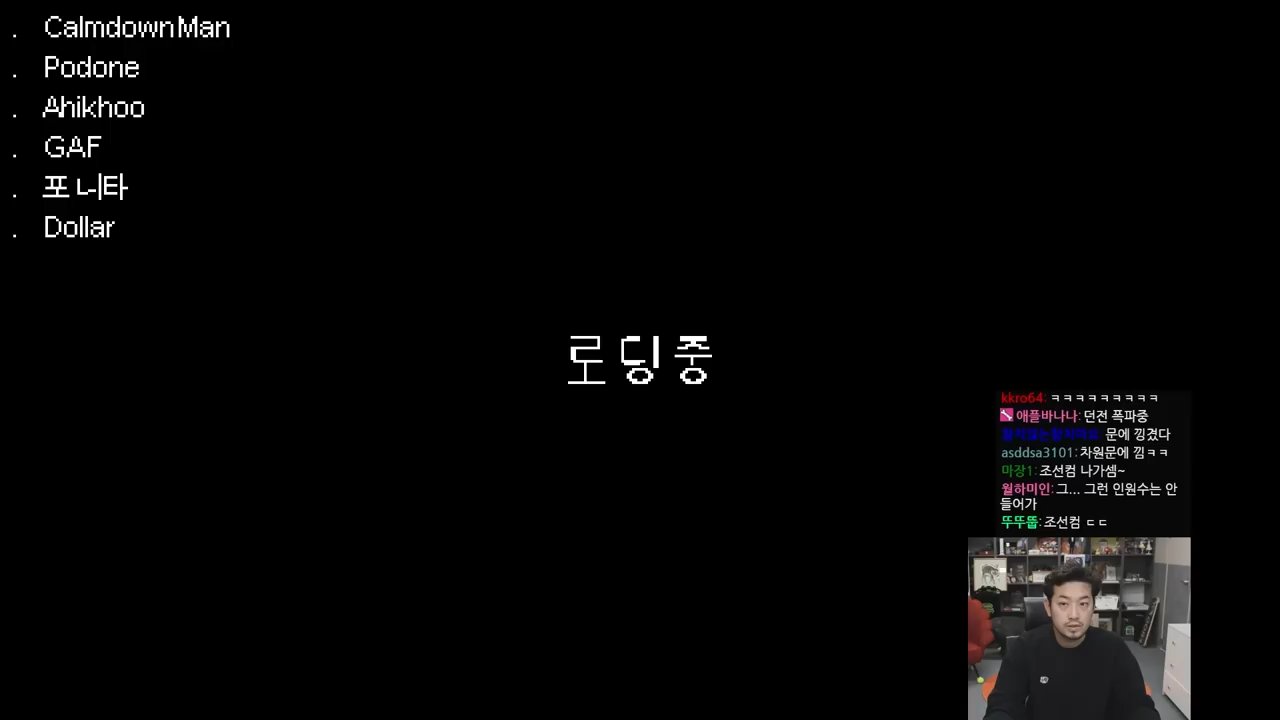 . CalmdownMan
. Podone
. Ahikhoo
. GAF
. 포니타
. Dollar
로딩중
kkro64: ㅋㅋㅋㅋㅋㅋㅋㅋㅋ
애플바나나: 던전 폭파중
문에 낑겼다
asddsa3101: 차원문에 낌ㅋㅋ
마장1: 조선컴 나가셈~
월하미인: 그... 그런 인원수는 안
들어가
뚜뚜뚭: 조선컴 ㄷㄷ